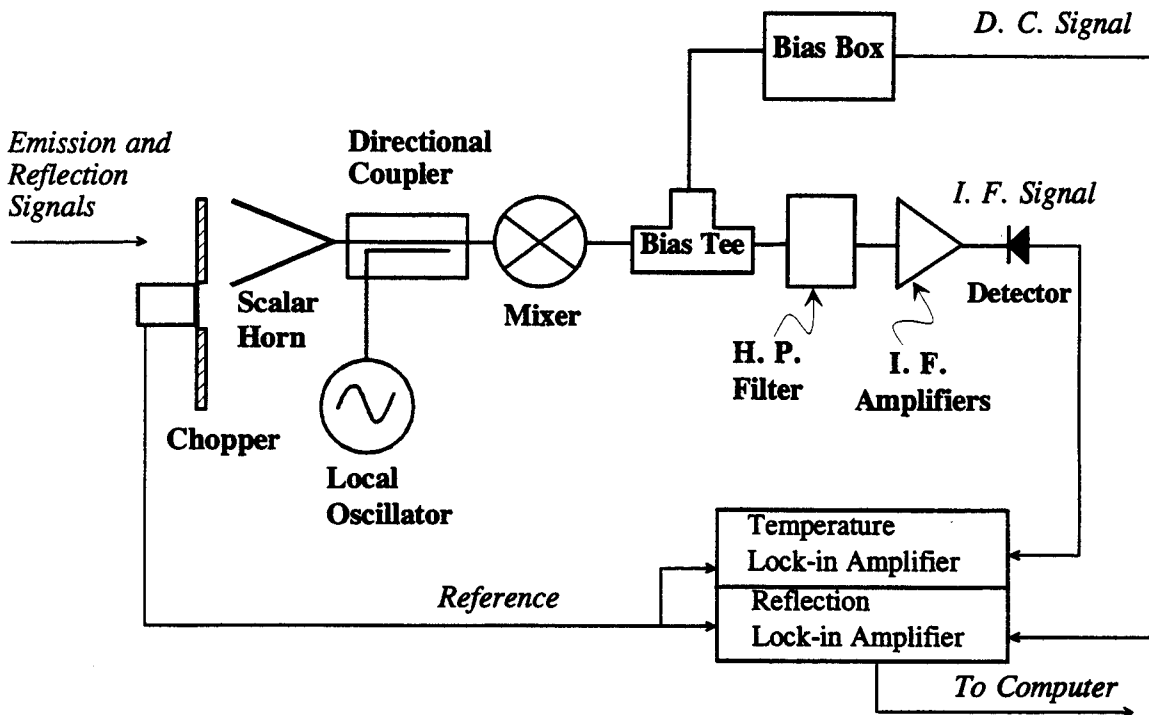 D. C. Signal
Bias Box
Emission and
Reflection
Signals
Directional
Coupler
I. F. Signal
Bias Tee
Scalar
Horn
Mixer
Detector
H. P.
Filter
I. F.
Amplifiers
Chopper
Local
Oscillator
Temperature
Lock-in Amplifier
Reference
Reflection
Lock-in Amplifier
To Computer